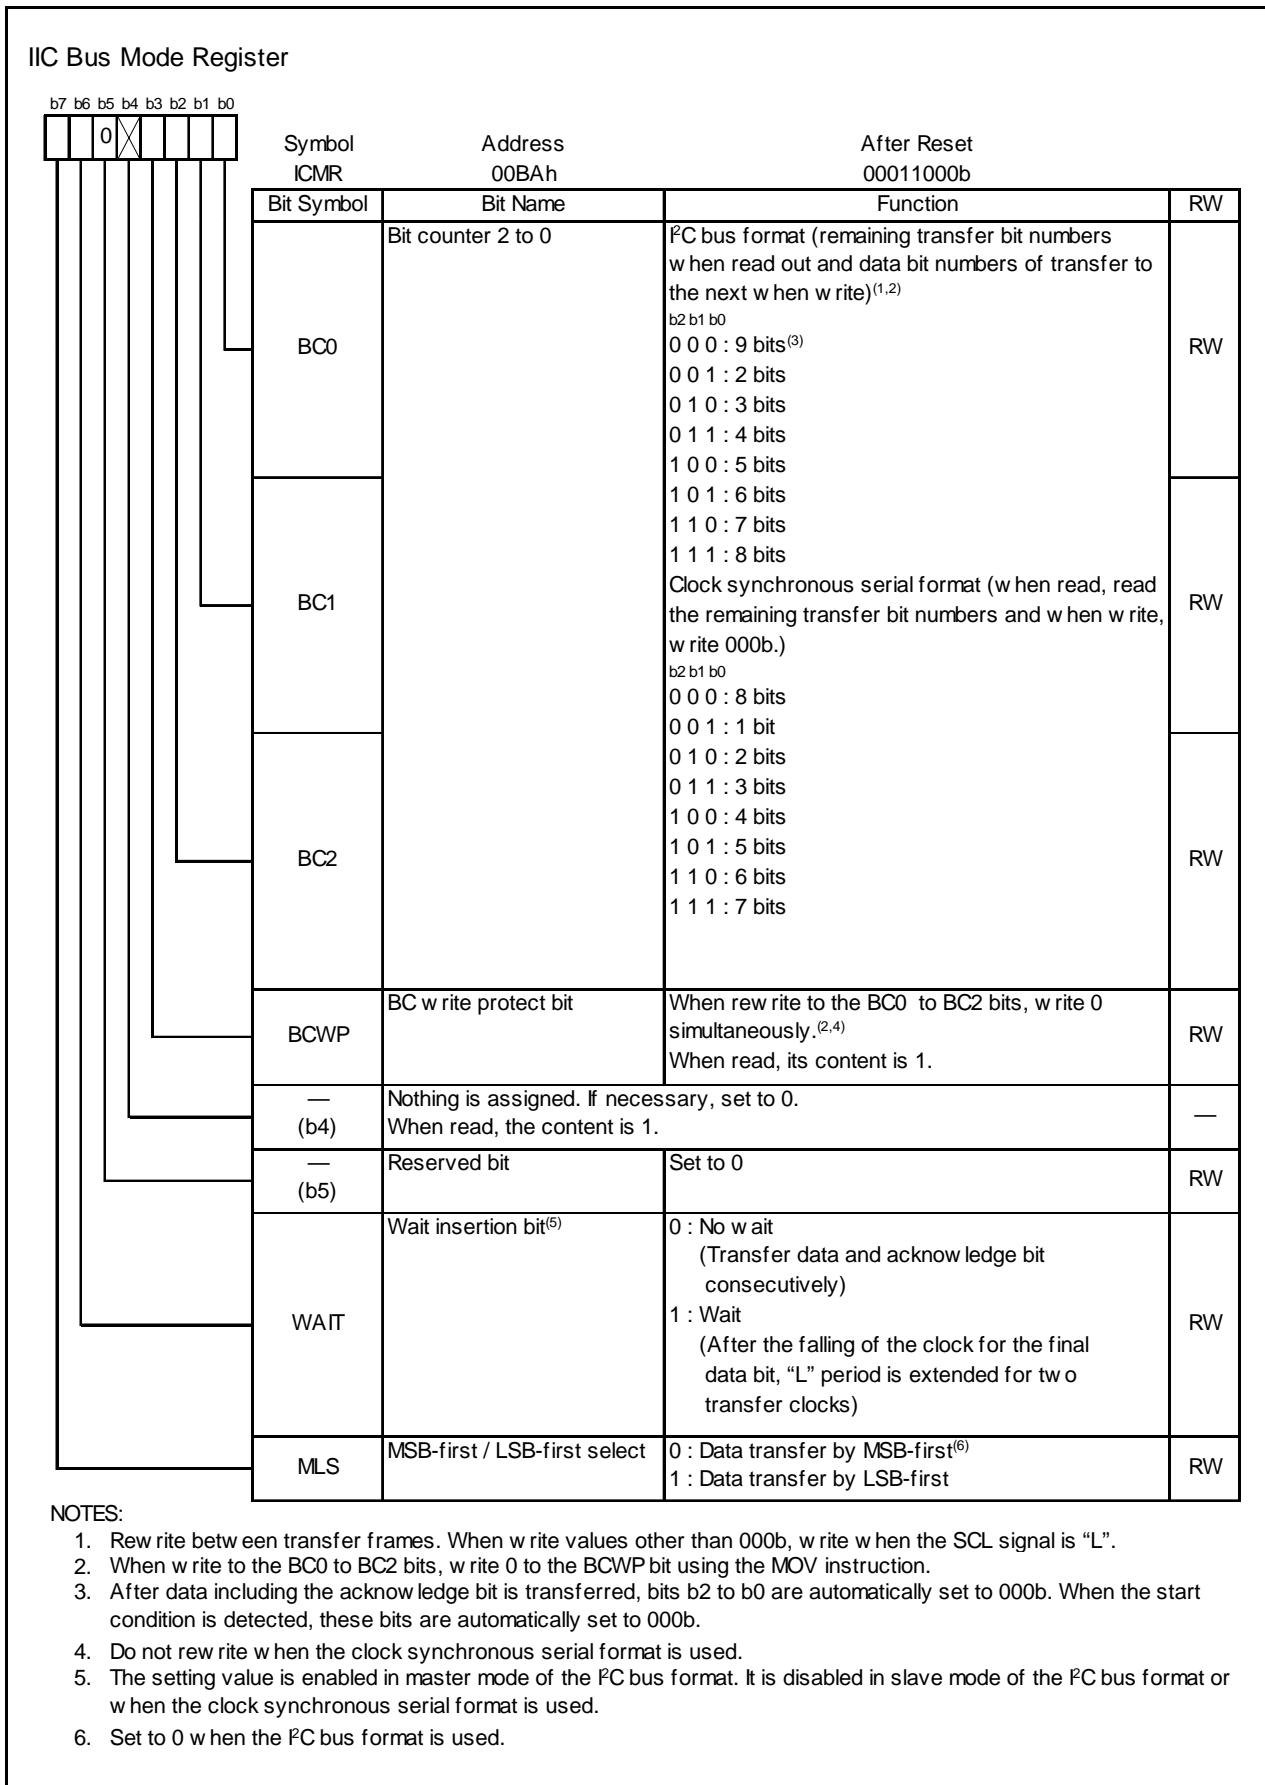 IIC Bus Mode Register
b7 b6 b5 b4 b3 b2 b1 b0
0
Symbol Address After Reset
ICMR 00BAh 00011000b
Bit Symbol Bit Name Function RW
BC0 Bit counter 2 to 0 I²C bus format (remaining transfer bit numbers
when read out and data bit numbers of transfer to
the next when write)(1,2)
b2 b1 b0
0 0 0 : 9 bits(3) RW
0 0 1 : 2 bits
0 1 0 : 3 bits
0 1 1 : 4 bits
1 0 0 : 5 bits
1 0 1 : 6 bits
1 1 0 : 7 bits
1 1 1 : 8 bits
BC1 Clock synchronous serial format (when read, read
the remaining transfer bit numbers and when write, RW
write 000b.)
b2 b1 b0
0 0 0 : 8 bits
0 0 1 : 1 bit
0 1 0 : 2 bits
0 1 1 : 3 bits
1 0 0 : 4 bits
BC2 1 0 1 : 5 bits RW
1 1 0 : 6 bits
1 1 1 : 7 bits
BCWP BC write protect bit When rewrite to the BC0 to BC2 bits, write 0
simultaneously.(2,4) RW
When read, its content is 1.
— Nothing is assigned. If necessary, set to 0. —
(b4) When read, the content is 1.
— Reserved bit Set to 0 RW
(b5)
WAIT Wait insertion bit(5) 0 : No wait
(Transfer data and acknowledge bit
consecutively)
1 : Wait RW
(After the falling of the clock for the final
data bit, “L” period is extended for two
transfer clocks)
MLS MSB-first / LSB-first select 0 : Data transfer by MSB-first(6) RW
1 : Data transfer by LSB-first
NOTES:
1. Rewrite between transfer frames. When write values other than 000b, write when the SCL signal is “L”.
2. When write to the BC0 to BC2 bits, write 0 to the BCWP bit using the MOV instruction.
3. After data including the acknowledge bit is transferred, bits b2 to b0 are automatically set to 000b. When the start
condition is detected, these bits are automatically set to 000b.
4. Do not rewrite when the clock synchronous serial format is used.
5. The setting value is enabled in master mode of the I²C bus format. It is disabled in slave mode of the I²C bus format or
when the clock synchronous serial format is used.
6. Set to 0 when the I²C bus format is used.